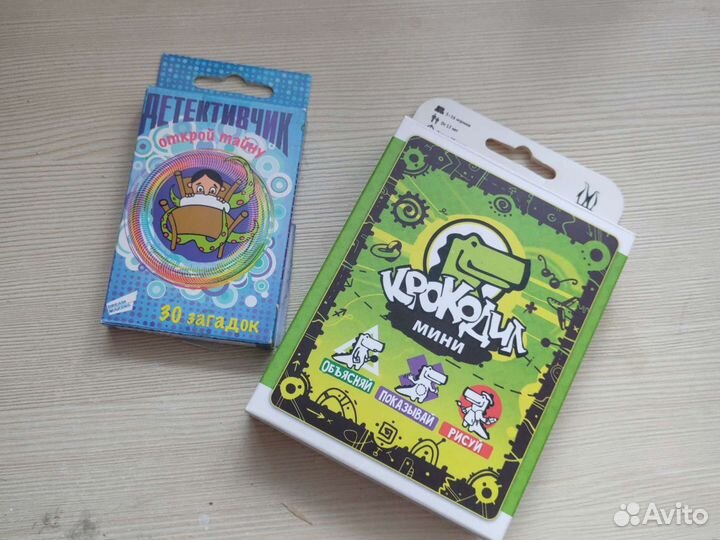 ДЕТЕКТИВЧИК
ОТКРОЙ ТАЙНУ
30 ЗАГАДОК
КРОКОДИЛ
МИНИ
ОБЪЯСНЯЙ
ПОКАЗЫВАЙ
РИСУЙ
Avito